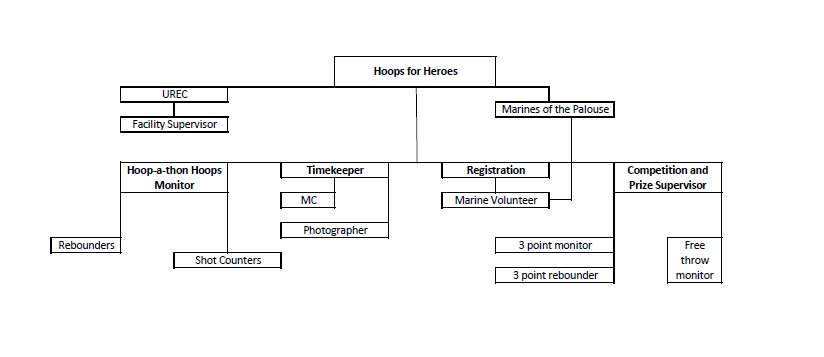 Hoops for Heroes
UREC
Marines of the Palouse
Facility Supervisor
Hoop-a-thon Hoops
Monitor
Timekeeper
Registration
Competition and
Prize Supervisor
MC
Marine Volunteer
Photographer
Rebounders
Shot Counters
3 point monitor
3 point rebounder
Free
throw
monitor